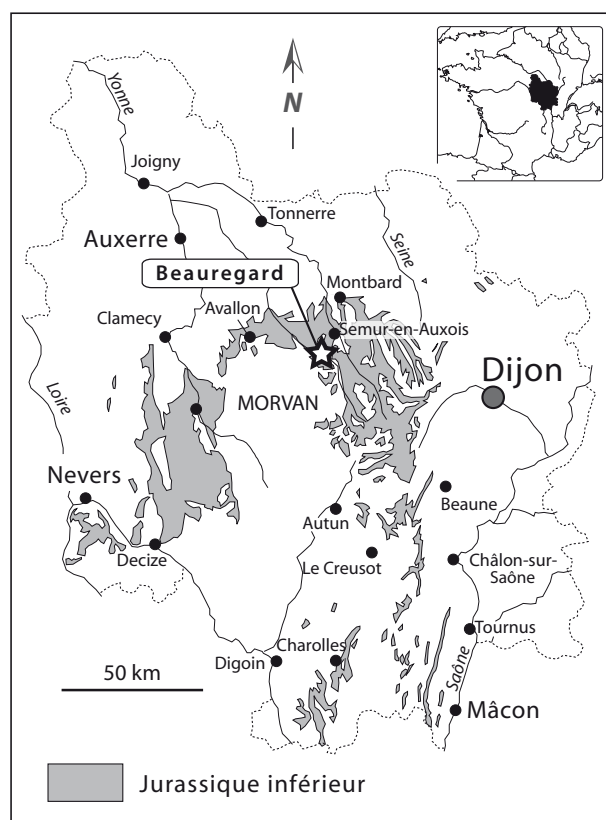 Yonne
N
Joigny
Tonnerre
Auxerre
Seine
Beauregard
Montbard
Avallon
Clamecy
Semur-en-Auxois
Dijon
Loire
MORVAN
Nevers
Beaune
Autun
Decize
Le Creusot
Châlon-sur-
Saône
Tournus
Charolles
Digoin
Saône
50 km
Mâcon
Jurassique inférieur